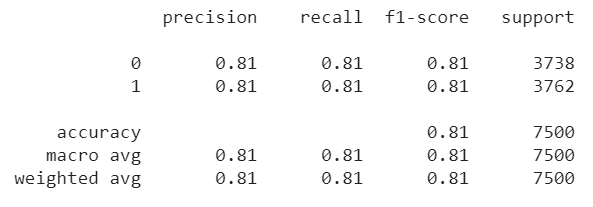 precision recall f1-score support
0 0.81 0.81 0.81 3738
1 0.81 0.81 0.81 3762
accuracy 0.81 7500
macro avg 0.81 0.81 0.81 7500
weighted avg 0.81 0.81 0.81 7500